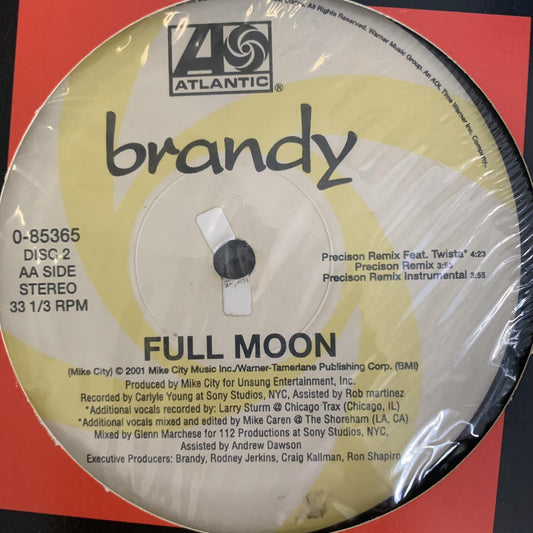 Rights Reserved. Warner Music Group. An AOL Time Warner Inc. Company.
ATLANTIC®
brandy
0-85365
DISC 2
AA SIDE
STEREO
33 1/3 RPM
Precison Remix Feat. Twista* 4:23
Precison Remix 3:55
Precison Remix Instrumental 3:55
FULL MOON
(Mike City) © 2001 Mike City Music Inc./Warner-Tamerlane Publishing Corp. (BMI)
Produced by Mike City for Unsung Entertainment, Inc.
Recorded by Carlyle Young at Sony Studios, NYC, Assisted by Rob martinez
*Additional vocals recorded by: Larry Sturm @ Chicago Trax (Chicago, IL)
*Additional vocals mixed and edited by Mike Caren @ The Shoreham (LA, CA)
Mixed by Glenn Marchese for 112 Productions at Sony Studios, NYC,
Assisted by Andrew Dawson
Executive Producers: Brandy, Rodney Jerkins, Craig Kallman, Ron Shapiro